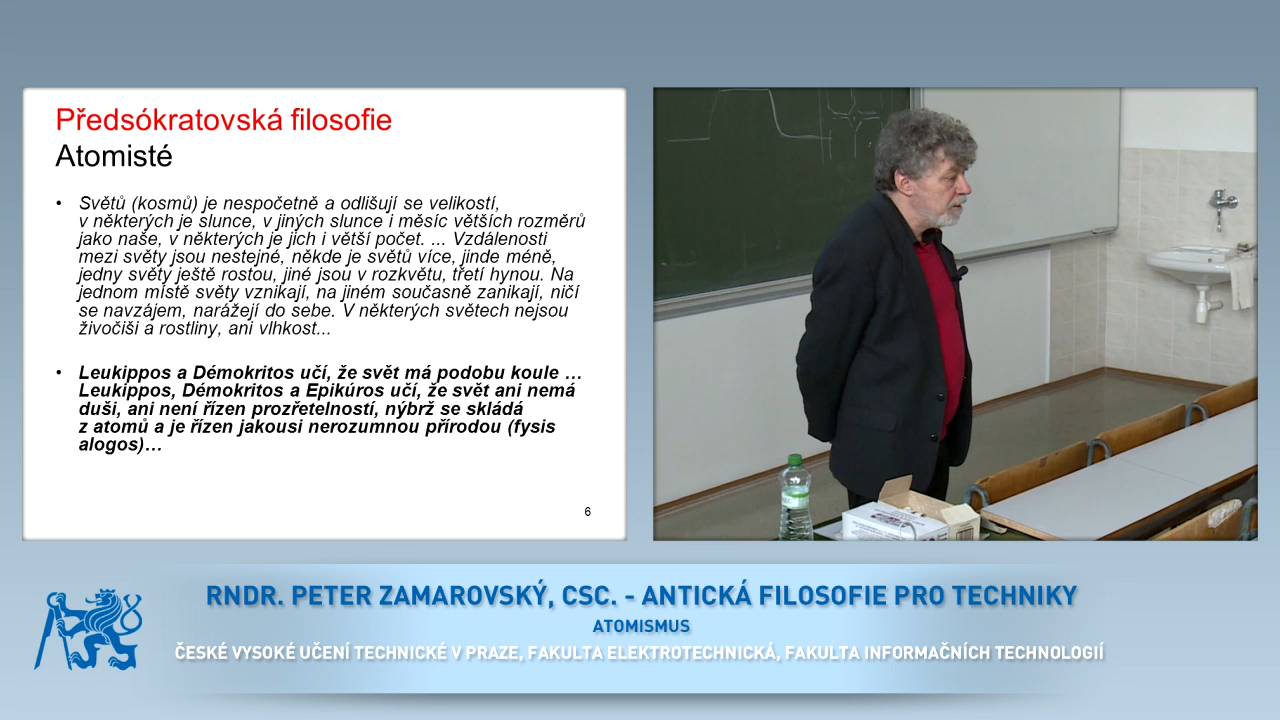 Předsókratovská filosofie
Atomisté
• Světů (kosmů) je nespočetně a odlišují se velikostí,
v některých je slunce, v jiných slunce i měsíc větších rozměrů
jako naše, v některých je jich i větší počet. ... Vzdálenosti
mezi světy jsou nestejné, někde je světů více, jinde méně,
jedny světy ještě rostou, jiné jsou v rozkvětu, třetí hynou. Na
jednom místě světy vznikají, na jiném současně zanikají, ničí
se navzájem, narážejí do sebe. V některých světech nejsou
živočiši a rostliny, ani vlhkost...
• Leukippos a Démokritos učí, že svět má podobu koule …
Leukippos, Démokritos a Epikúros učí, že svět ani nemá
duši, ani není řízen prozřetelností, nýbrž se skládá
z atomů a je řízen jakousi nerozumnou přírodou (fysis
alogos)…
6
RNDR. PETER ZAMAROVSKÝ, CSC. - ANTICKÁ FILOSOFIE PRO TECHNIKY
ATOMISMUS
ČESKÉ VYSOKÉ UČENÍ TECHNICKÉ V PRAZE, FAKULTA ELEKTROTECHNICKÁ, FAKULTA INFORMAČNÍCH TECHNOLOGIÍ